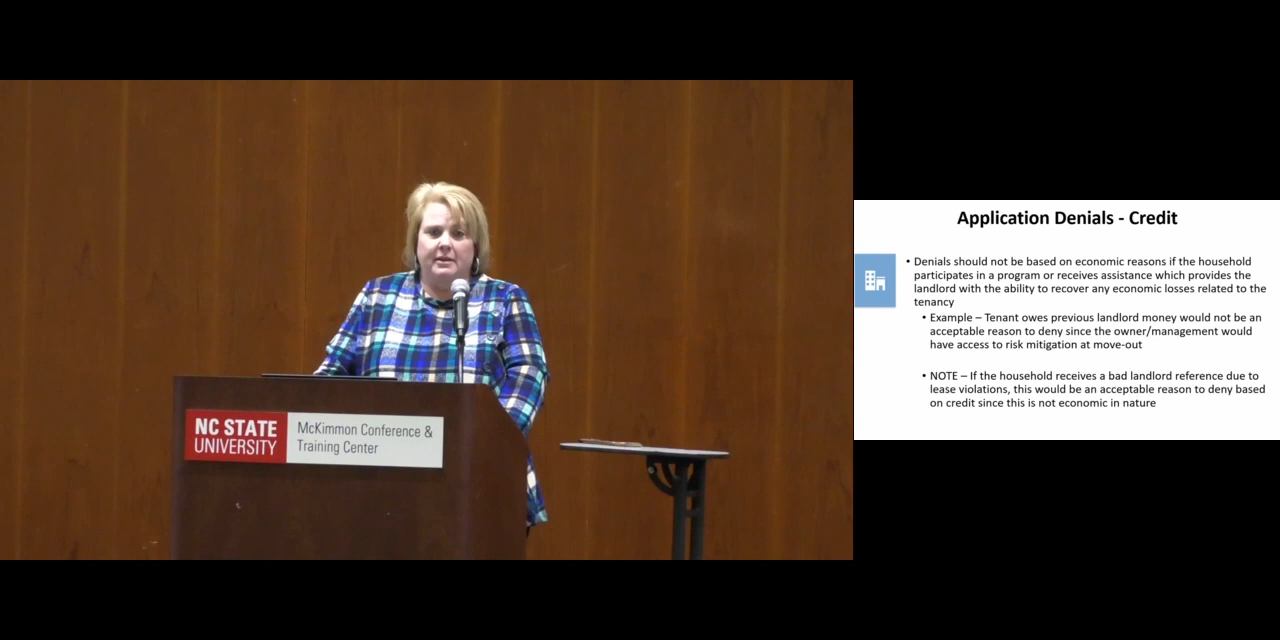 NC STATE
UNIVERSITY
McKimmon Conference &
Training Center
Application Denials - Credit
• Denials should not be based on economic reasons if the household
participates in a program or receives assistance which provides the
landlord with the ability to recover any economic losses related to the
tenancy
• Example – Tenant owes previous landlord money would not be an
acceptable reason to deny since the owner/management would
have access to risk mitigation at move-out
• NOTE – If the household receives a bad landlord reference due to
lease violations, this would be an acceptable reason to deny based
on credit since this is not economic in nature